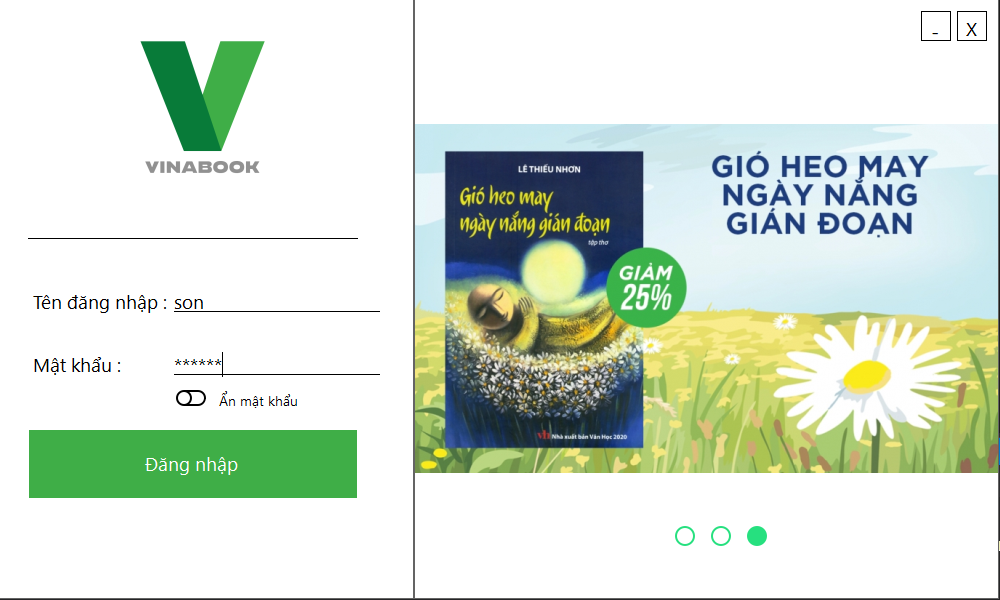 VINABOOK
Tên đăng nhập : son
Mật khẩu : ******
Ẩn mật khẩu
Đăng nhập
_ X
LÊ THIẾU NHƠN
Gió heo may
ngày nắng gián đoạn
tập thơ
GIẢM
25%
Nhà xuất bản Văn Học 2020
GIÓ HEO MAY
NGÀY NẮNG
GIÁN ĐOẠN